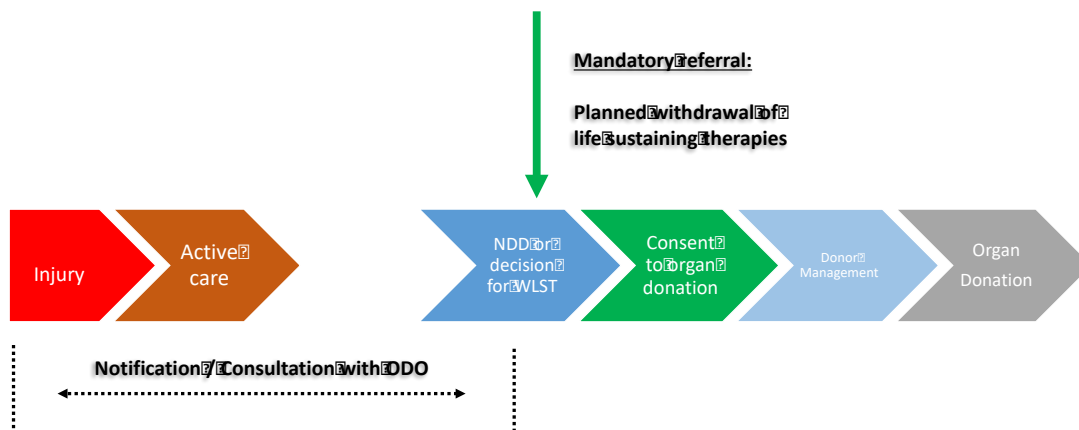 Mandatory referral:
Planned withdrawal of
life sustaining therapies
Injury
Active
care
NDD or
decision
for WLST
Consent
to organ
donation
Donor
Management
Organ
Donation
Notification / Consultation with ODO